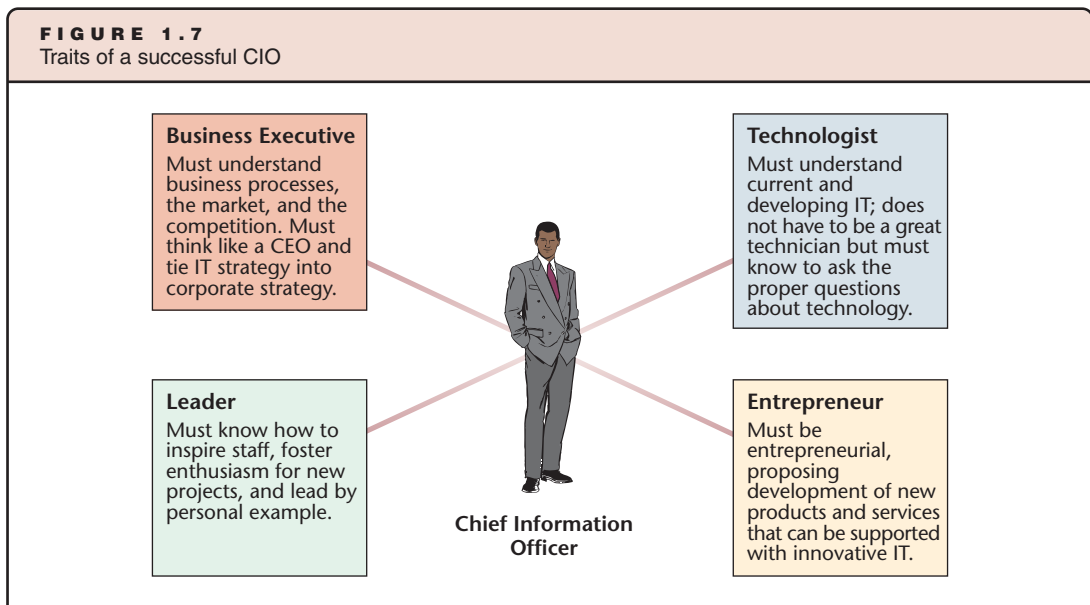 FIGURE 1.7
Traits of a successful CIO
Business Executive
Must understand
business processes,
the market, and the
competition. Must
think like a CEO and
tie IT strategy into
corporate strategy.
Technologist
Must understand
current and
developing IT; does
not have to be a great
technician but must
know to ask the
proper questions
about technology.
Leader
Must know how to
inspire staff, foster
enthusiasm for new
projects, and lead by
personal example.
Entrepreneur
Must be
entrepreneurial,
proposing
development of new
products and services
that can be supported
with innovative IT.
Chief Information
Officer